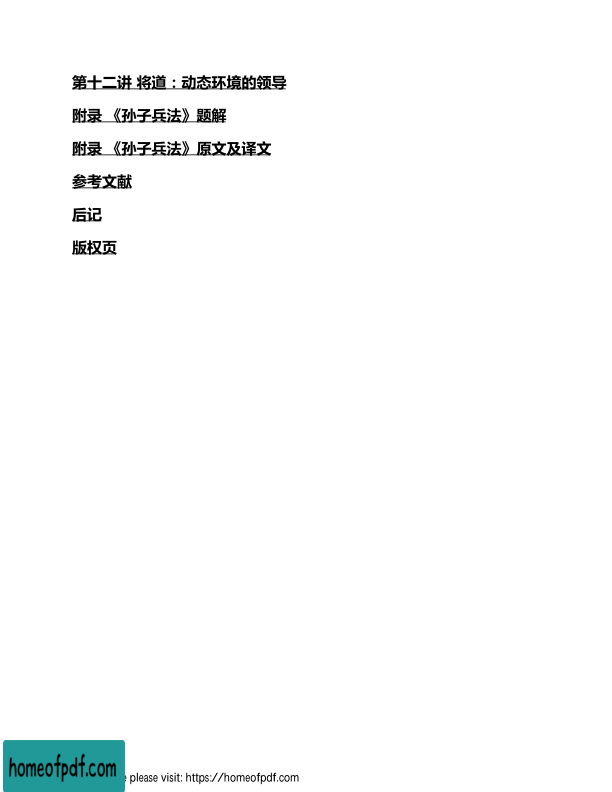 第十二讲 将道：动态环境的领导
附录 《孙子兵法》题解
附录 《孙子兵法》原文及译文
参考文献
后记
版权页
homeofpdf.com
please visit: https://homeofpdf.com